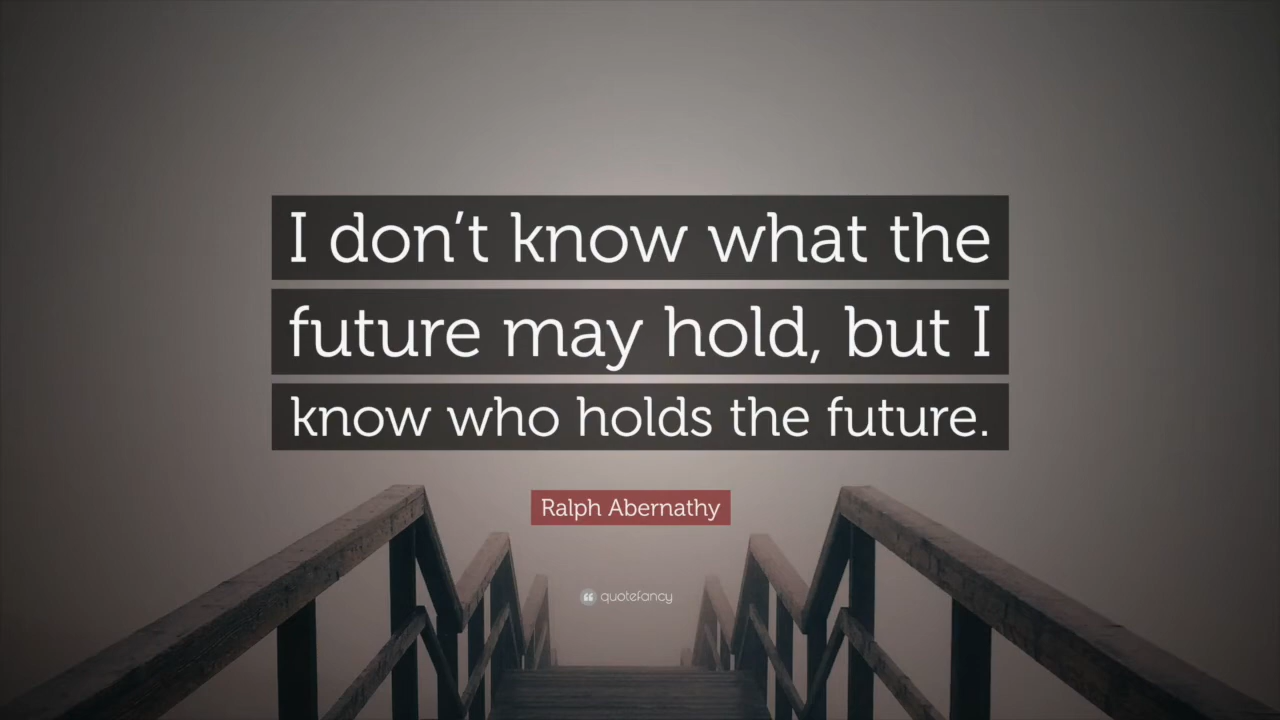 I don’t know what the
future may hold, but I
know who holds the future.
Ralph Abernathy
quotefancy